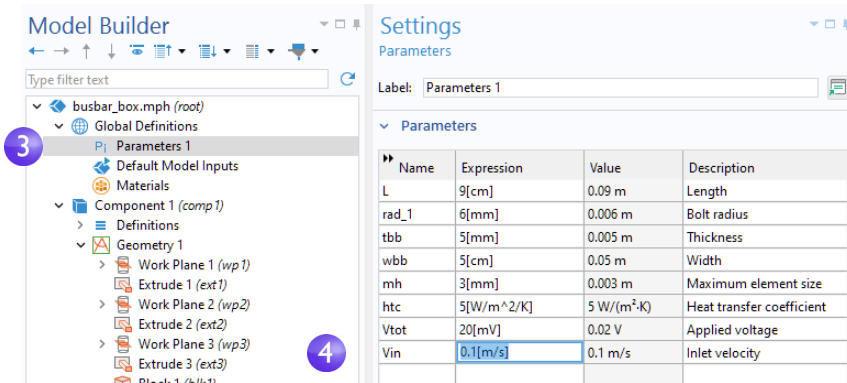 Model Builder
Type filter text
busbar_box.mph (root)
Global Definitions
3
Pi Parameters 1
Default Model Inputs
Materials
Component 1 (comp1)
Definitions
Geometry 1
Work Plane 1 (wp1)
Extrude 1 (ext1)
Work Plane 2 (wp2)
Extrude 2 (ext2)
Work Plane 3 (wp3)
4
Extrude 3 (ext3)
Block 1 (blk1)
Settings
Parameters
Label: Parameters 1
Parameters
Name Expression Value Description
L 9[cm] 0.09 m Length
rad_1 6[mm] 0.006 m Bolt radius
tbb 5[mm] 0.005 m Thickness
wbb 5[cm] 0.05 m Width
mh 3[mm] 0.003 m Maximum element size
htc 5[W/m^2/K] 5 W/(m²·K) Heat transfer coefficient
Vtot 20[mV] 0.02 V Applied voltage
Vin 0.1[m/s] 0.1 m/s Inlet velocity